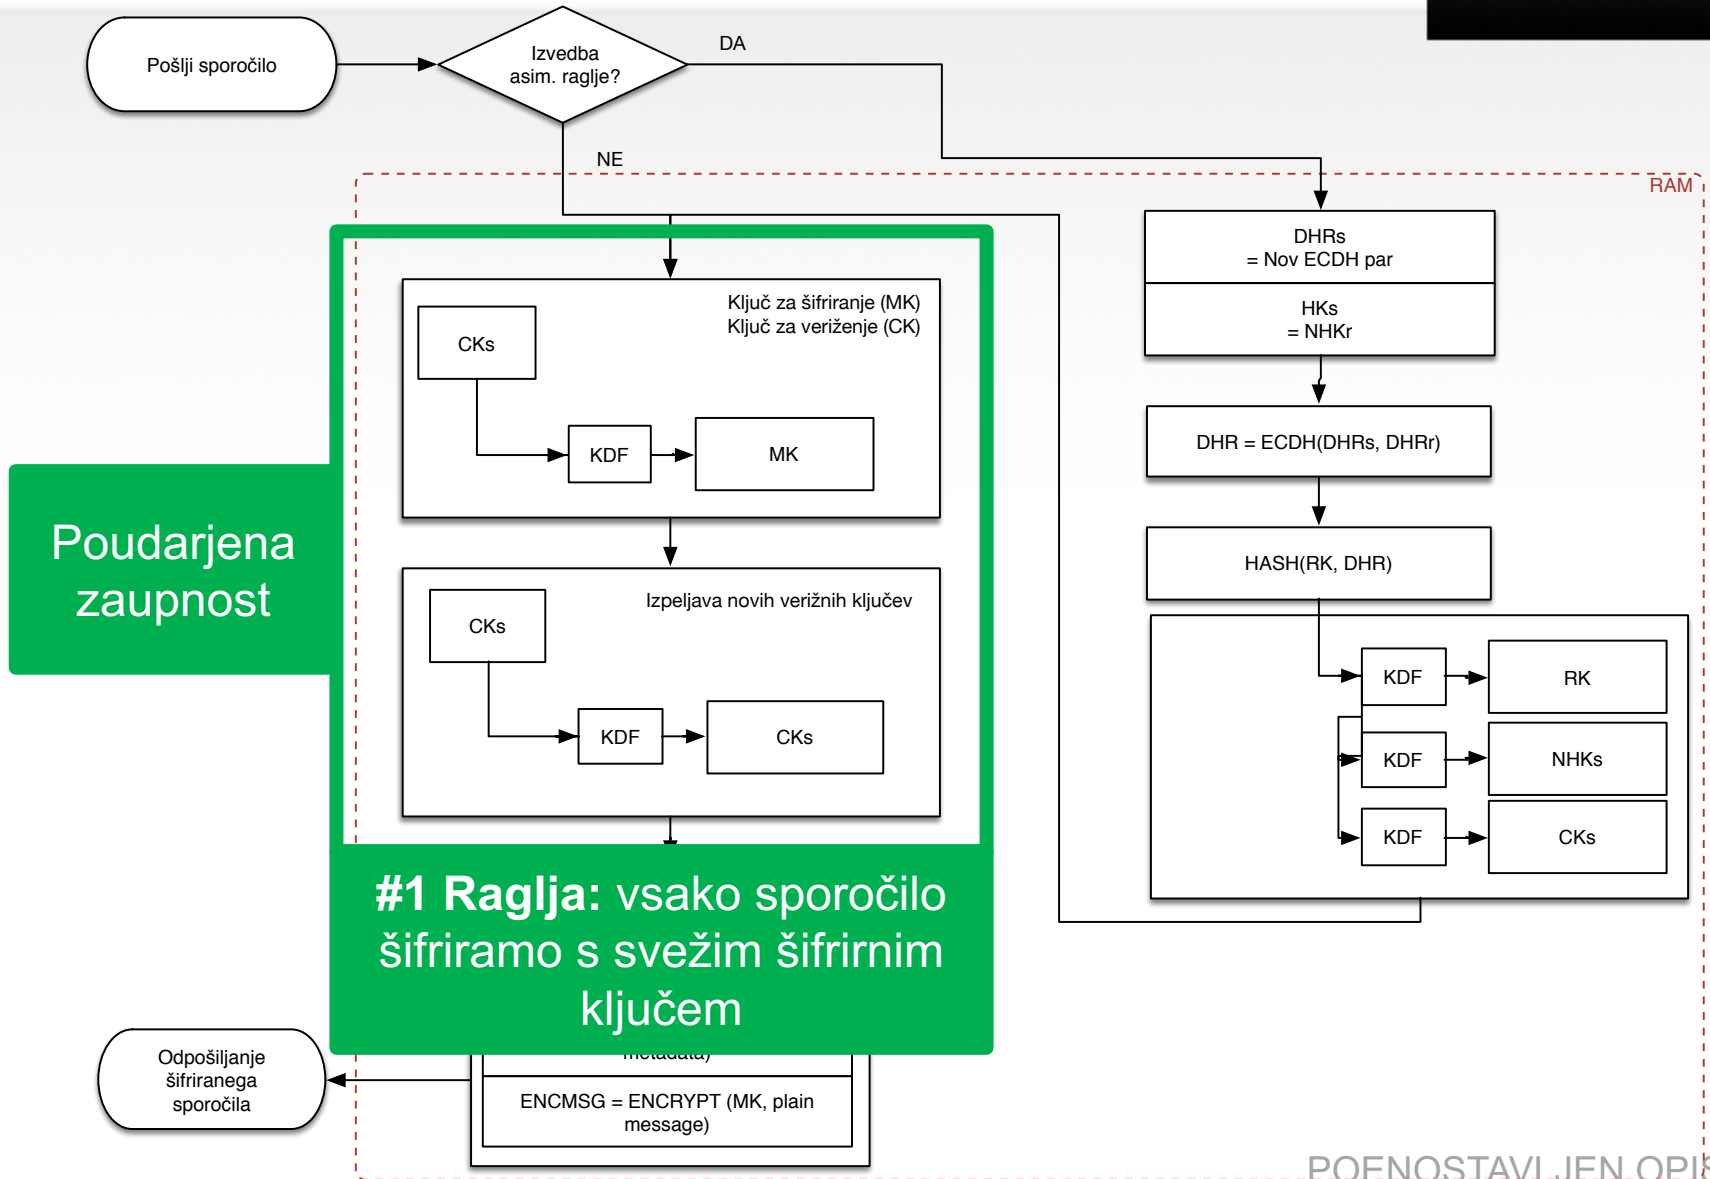 Pošlji sporočilo
Izvedba
asim. raglje?
DA
NE
RAM
DHRs
= Nov ECDH par
HKs
= NHKr
DHR = ECDH(DHRs, DHRr)
HASH(RK, DHR)
KDF
RK
KDF
NHKs
KDF
CKs
Ključ za šifriranje (MK)
Ključ za veriženje (CK)
CKs
KDF
MK
Izpeljava novih verižnih ključev
CKs
KDF
CKs
Poudarjena
zaupnost
#1 Raglja: vsako sporočilo
šifriramo s svežim šifrirnim
ključem
metadata)
ENCMSG = ENCRYPT (MK, plain
message)
Odpošiljanje
šifriranega
sporočila
POENOSTAVLJEN OPIS